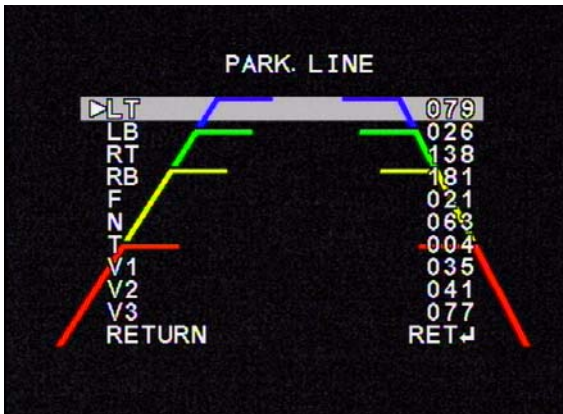 PARK. LINE
▷LT 079
LB 026
RT 138
RB 181
F 021
N 063
T 004
V1 035
V2 041
V3 077
RETURN RET↵